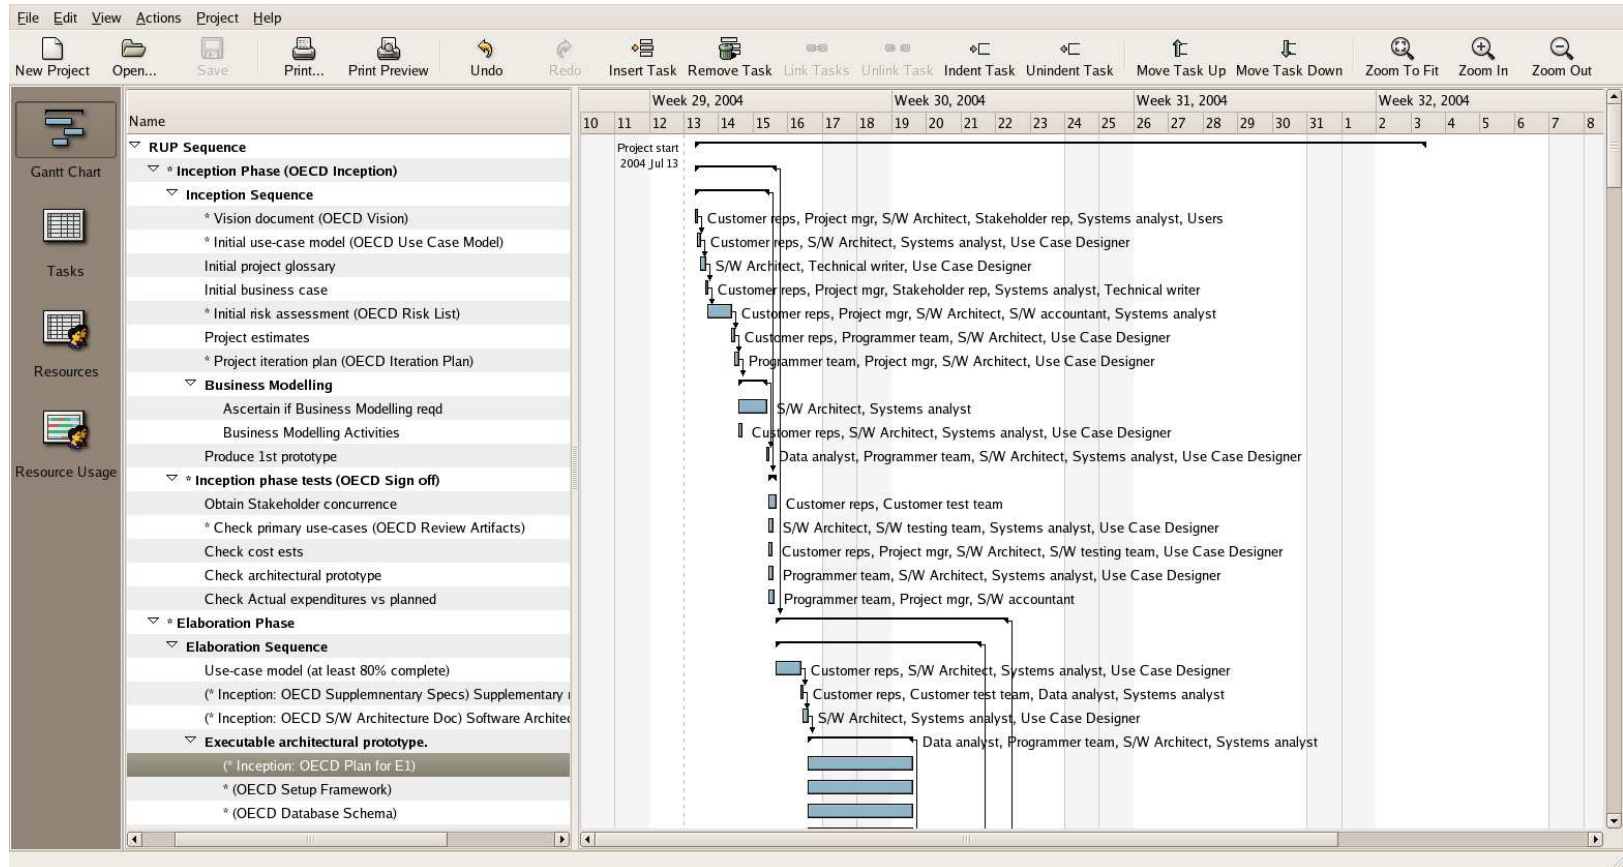 File Edit View Actions Project Help
New Project Open... Save Print... Print Preview Undo Redo Insert Task Remove Task Link Tasks Unlink Task Indent Task Unindent Task Move Task Up Move Task Down Zoom To Fit Zoom In Zoom Out
Week 29, 2004 Week 30, 2004 Week 31, 2004 Week 32, 2004
Name 10 11 12 13 14 15 16 17 18 19 20 21 22 23 24 25 26 27 28 29 30 31 1 2 3 4 5 6 7 8
Gantt Chart
Tasks
Resources
Resource Usage
RUP Sequence Project start
2004 Jul 13
* Inception Phase (OECD Inception)
Inception Sequence
* Vision document (OECD Vision) Customer reps, Project mgr, S/W Architect, Stakeholder rep, Systems analyst, Users
* Initial use-case model (OECD Use Case Model) Customer reps, S/W Architect, Systems analyst, Use Case Designer
Initial project glossary S/W Architect, Technical writer, Use Case Designer
Initial business case Customer reps, Project mgr, Stakeholder rep, Systems analyst, Technical writer
* Initial risk assessment (OECD Risk List) Customer reps, Project mgr, S/W Architect, S/W accountant, Systems analyst
Project estimates Customer reps, Programmer team, S/W Architect, Use Case Designer
* Project iteration plan (OECD Iteration Plan) Programmer team, Project mgr, S/W Architect, Use Case Designer
Business Modelling
Ascertain if Business Modelling reqd S/W Architect, Systems analyst
Business Modelling Activities Customer reps, S/W Architect, Systems analyst, Use Case Designer
Produce 1st prototype Data analyst, Programmer team, S/W Architect, Systems analyst, Use Case Designer
* Inception phase tests (OECD Sign off)
Obtain Stakeholder concurrence Customer reps, Customer test team
* Check primary use-cases (OECD Review Artifacts) S/W Architect, S/W testing team, Systems analyst, Use Case Designer
Check cost ests Customer reps, Project mgr, S/W Architect, S/W testing team, Use Case Designer
Check architectural prototype Programmer team, S/W Architect, Systems analyst, Use Case Designer
Check Actual expenditures vs planned Programmer team, Project mgr, S/W accountant
* Elaboration Phase
Elaboration Sequence
Use-case model (at least 80% complete) Customer reps, S/W Architect, Systems analyst, Use Case Designer
(* Inception: OECD Supplemnentary Specs) Supplementary Customer reps, Customer test team, Data analyst, Systems analyst
(* Inception: OECD S/W Architecture Doc) Software Architec S/W Architect, Systems analyst, Use Case Designer
Executable architectural prototype. Data analyst, Programmer team, S/W Architect, Systems analyst
(* Inception: OECD Plan for E1)
* (OECD Setup Framework)
* (OECD Database Schema)